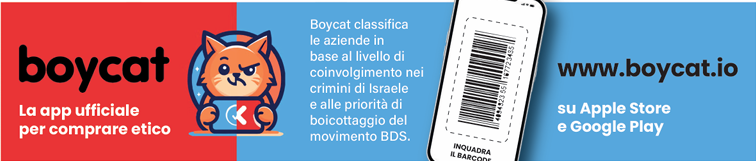 boycat
La app ufficiale
per comprare etico
Boycat classifica
le aziende in
base al livello di
coinvolgimento nei
crimini di Israele
e alle priorità di
boicottaggio del
movimento BDS.
INQUADRA
IL BARCODE
www.boycat.io
su Apple Store
e Google Play